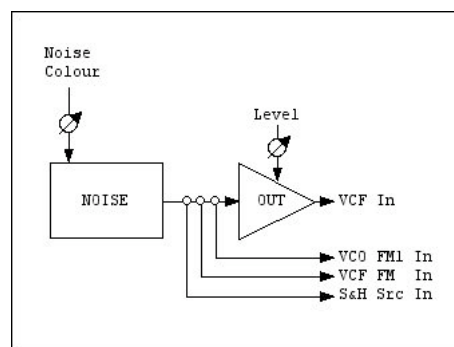 Noise
Colour
Level
NOISE
OUT
VCF In
VCO FM1 In
VCF FM In
S&H Src In